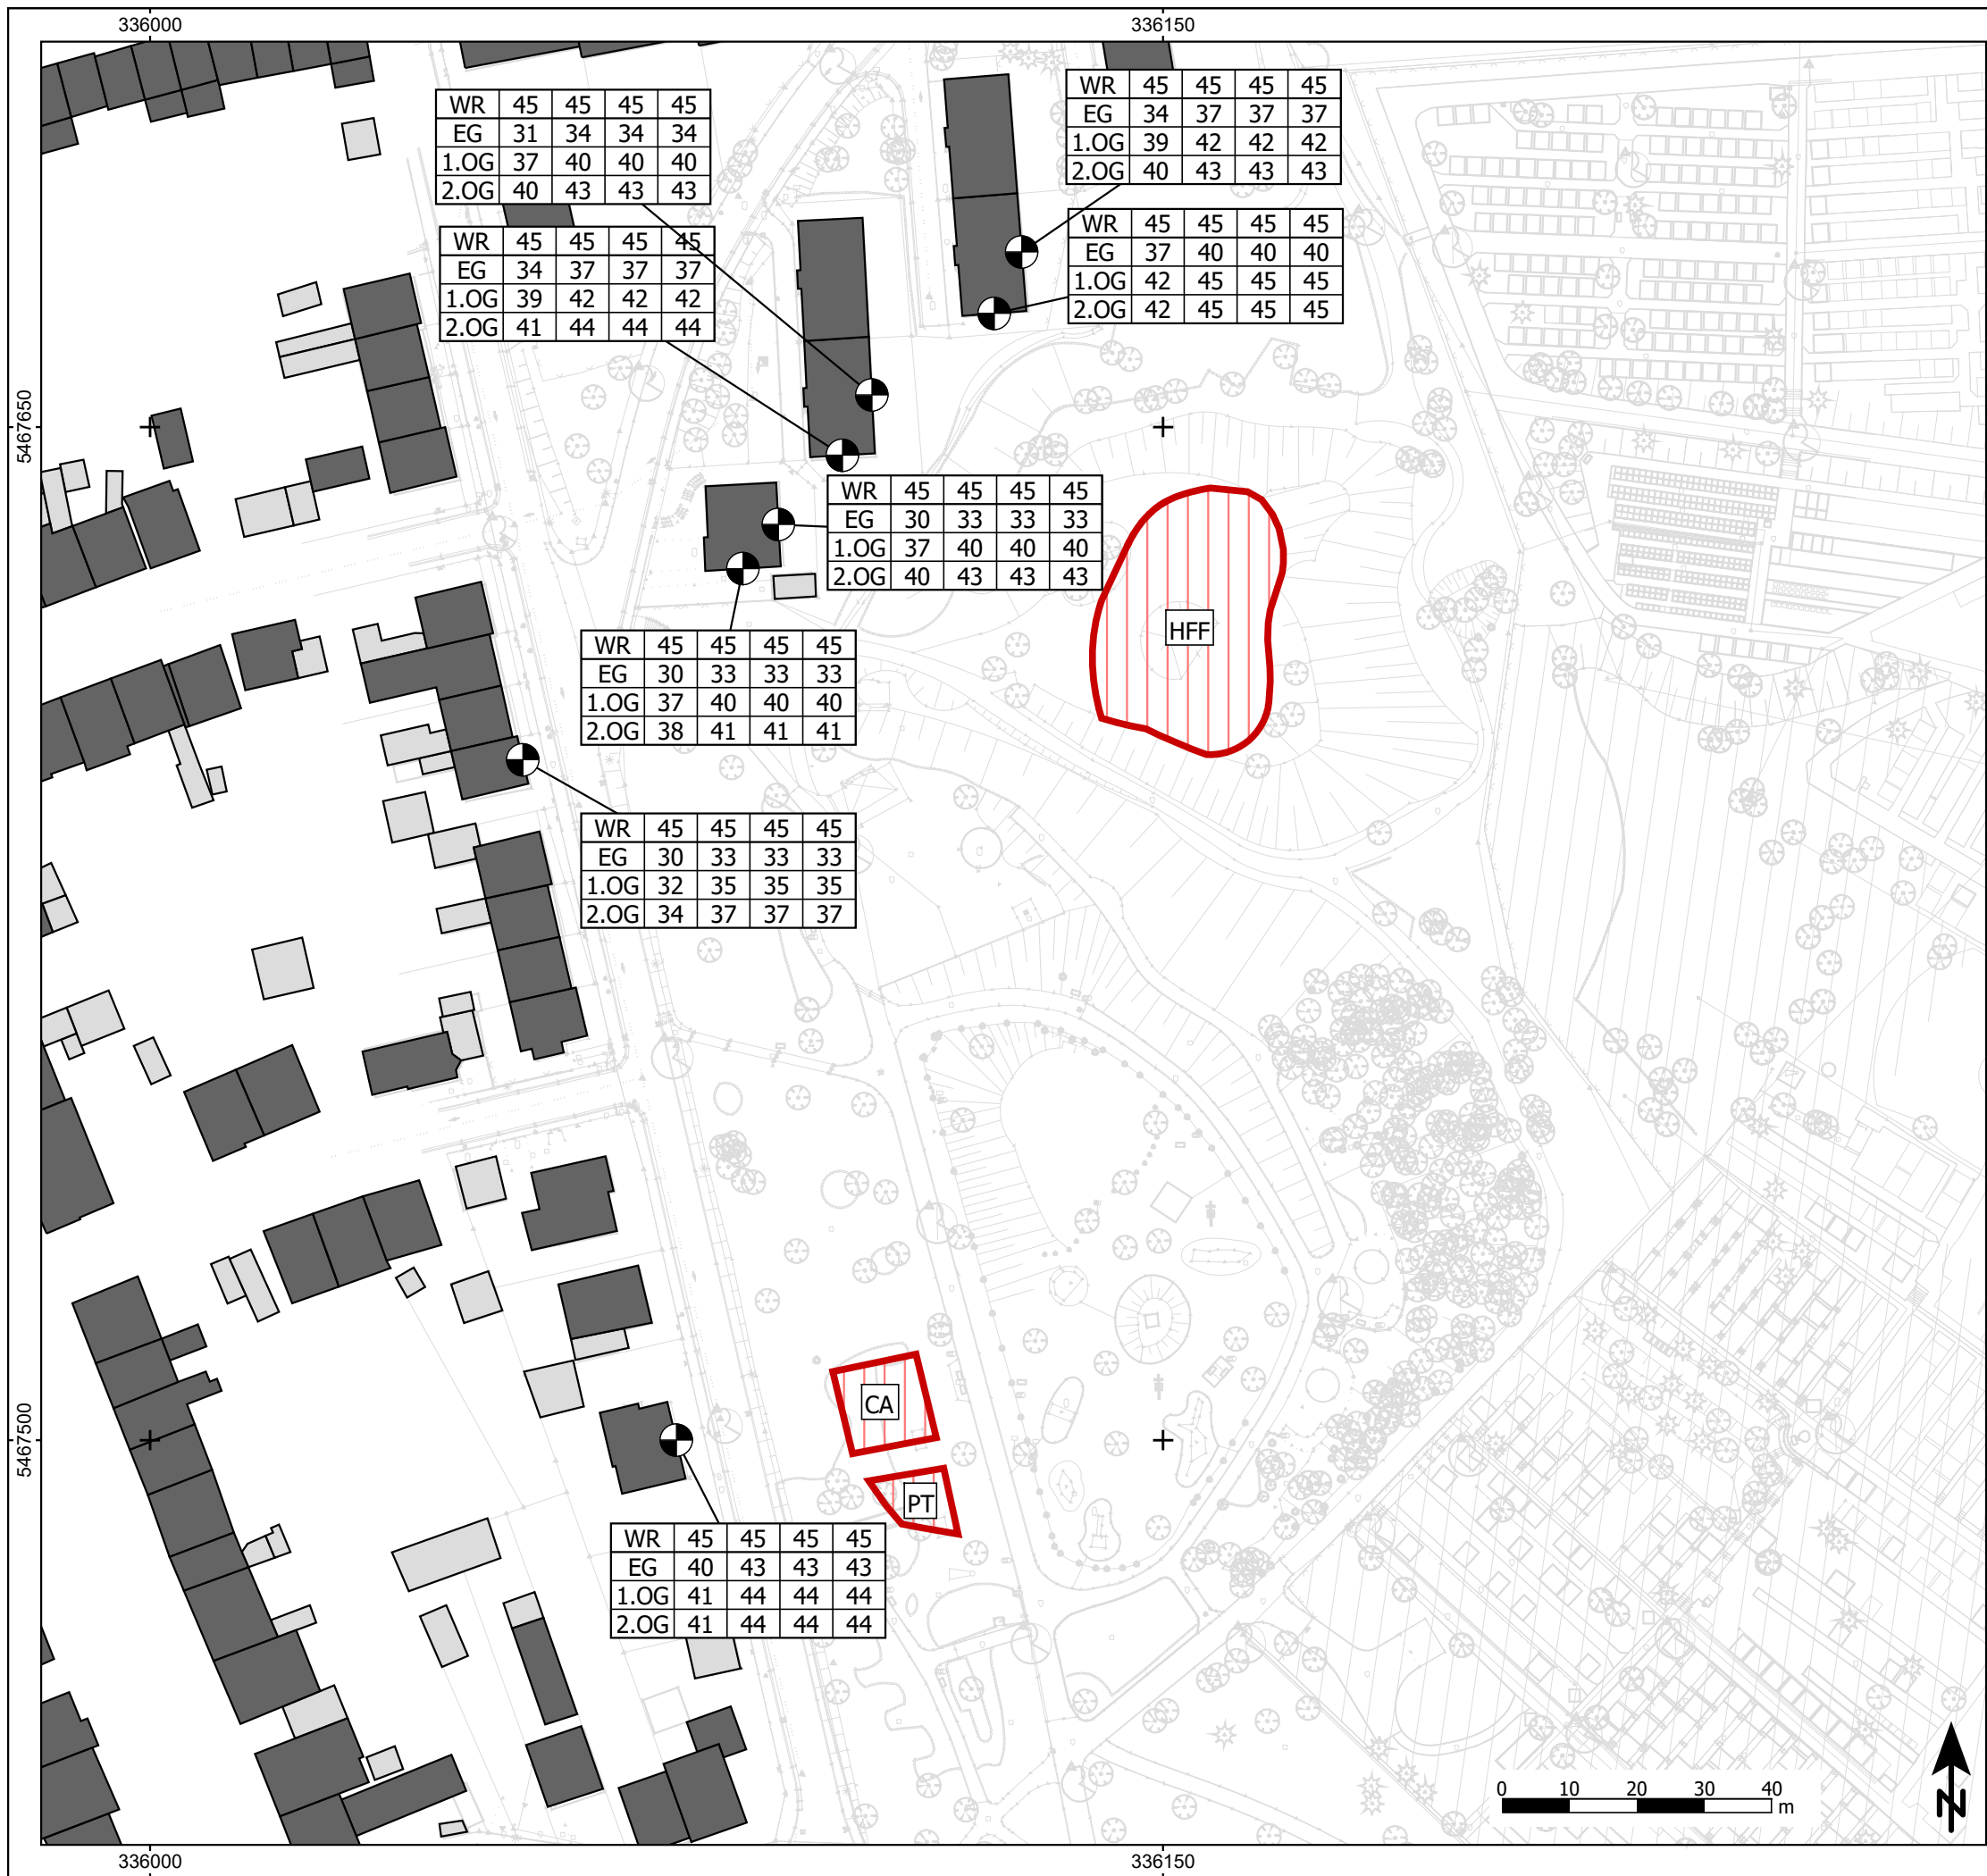 336000 336150
WR 45 45 45 45
EG 34 37 37 37
1.OG 39 42 42 42
2.OG 40 43 43 43
WR 45 45 45 45
EG 31 34 34 34
1.OG 37 40 40 40
2.OG 40 43 43 43
WR 45 45 45 45
EG 37 40 40 40
1.OG 42 45 45 45
2.OG 42 45 45 45
WR 45 45 45 45
EG 34 37 37 37
1.OG 39 42 42 42
2.OG 41 44 44 44
5467650
WR 45 45 45 45
EG 30 33 33 33
1.OG 37 40 40 40
2.OG 40 43 43 43
HFF
WR 45 45 45 45
EG 30 33 33 33
1.OG 37 40 40 40
2.OG 38 41 41 41
WR 45 45 45 45
EG 30 33 33 33
1.OG 32 35 35 35
2.OG 34 37 37 37
CA
5467500
PT
WR 45 45 45 45
EG 40 43 43 43
1.OG 41 44 44 44
2.OG 41 44 44 44
0 10 20 30 40
m
N
336000 336150